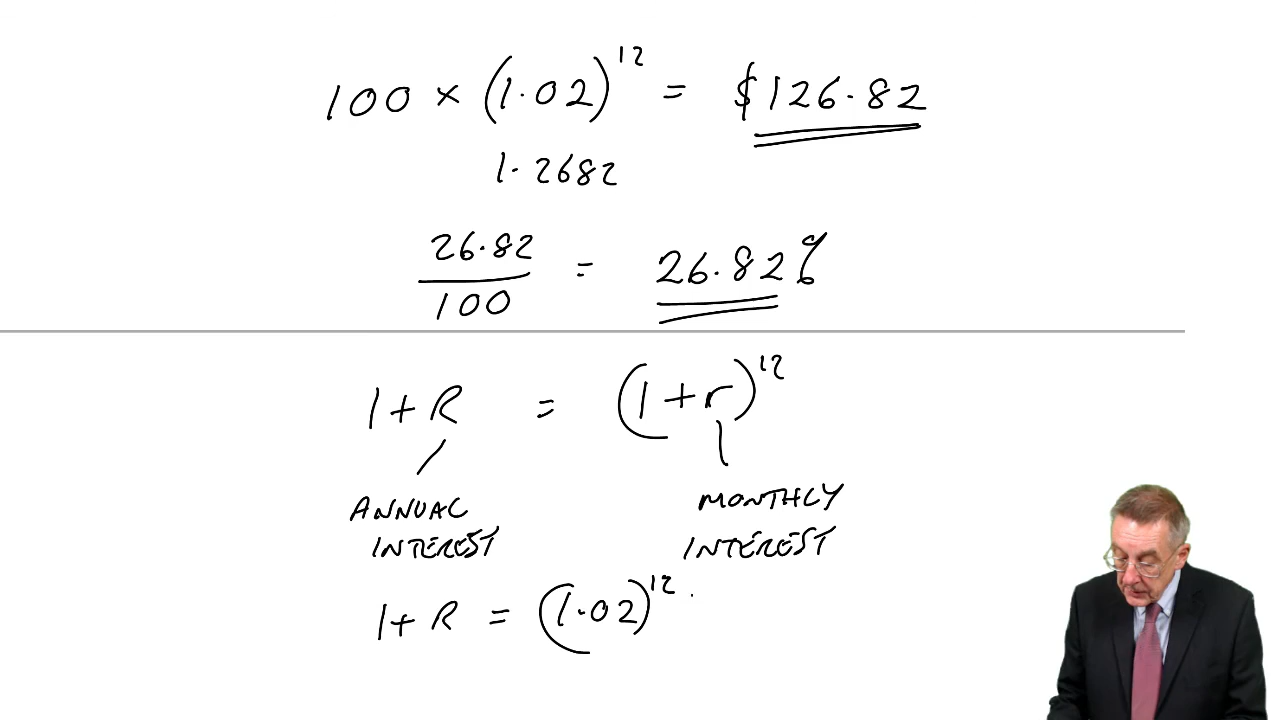 100 × (1.02)^12 = $126.82
1.2682
26.82/100 = 26.82%
1 + R = (1 + r)^12
ANNUAL INTEREST
MONTHLY INTEREST
1 + R = (1.02)^12